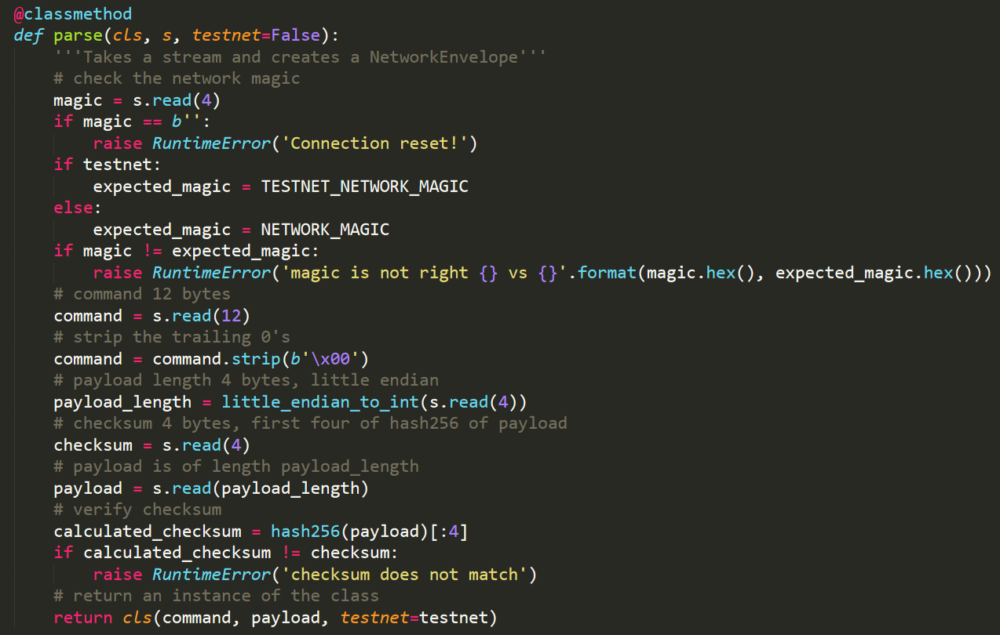 @classmethod
def parse(cls, s, testnet=False):
    '''Takes a stream and creates a NetworkEnvelope'''
    # check the network magic
    magic = s.read(4)
    if magic == b'':
        raise RuntimeError('Connection reset!')
    if testnet:
        expected_magic = TESTNET_NETWORK_MAGIC
    else:
        expected_magic = NETWORK_MAGIC
    if magic != expected_magic:
        raise RuntimeError('magic is not right {} vs {}'.format(magic.hex(), expected_magic.hex()))
    # command 12 bytes
    command = s.read(12)
    # strip the trailing 0's
    command = command.strip(b'\x00')
    # payload length 4 bytes, little endian
    payload_length = little_endian_to_int(s.read(4))
    # checksum 4 bytes, first four of hash256 of payload
    checksum = s.read(4)
    # payload is of length payload_length
    payload = s.read(payload_length)
    # verify checksum
    calculated_checksum = hash256(payload)[:4]
    if calculated_checksum != checksum:
        raise RuntimeError('checksum does not match')
    # return an instance of the class
    return cls(command, payload, testnet=testnet)